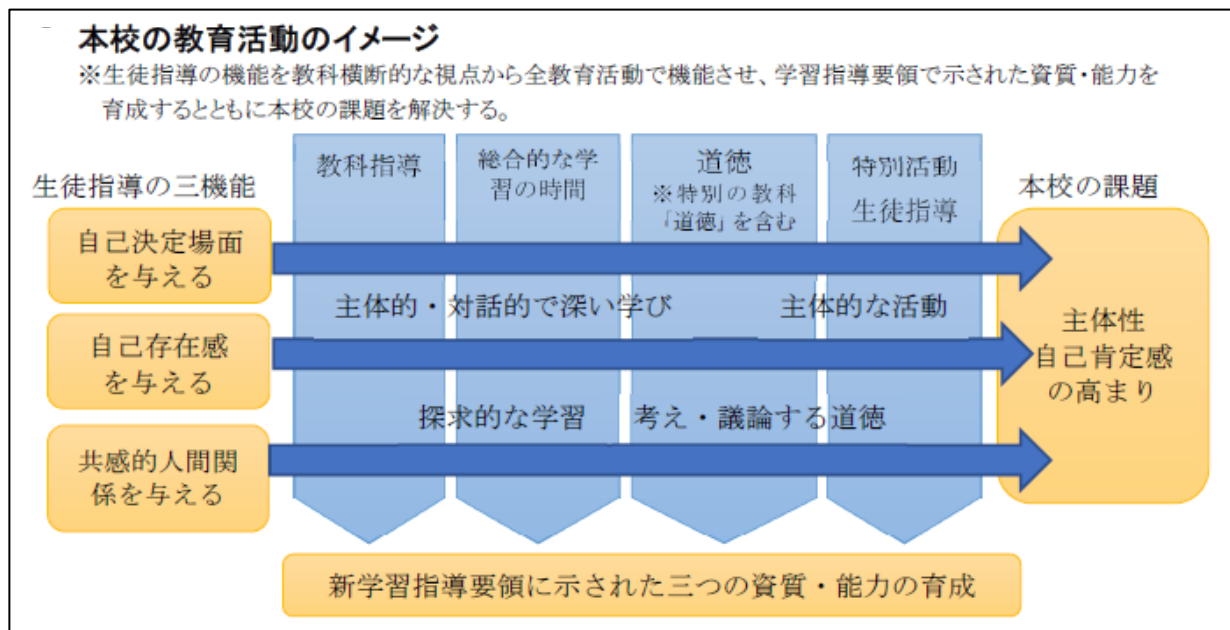 本校の教育活動のイメージ
※生徒指導の機能を教科横断的な視点から全教育活動で機能させ、学習指導要領で示された資質・能力を
育成するとともに本校の課題を解決する。
生徒指導の三機能
教科指導
総合的な学
習の時間
道徳
※特別の教科
「道徳」を含む
特別活動
生徒指導
本校の課題
自己決定場面
を与える
主体的・対話的で深い学び
主体的な活動
自己存在感
を与える
主体性
自己肯定感
の高まり
探求的な学習
考え・議論する道徳
共感的人間関
係を与える
新学習指導要領に示された三つの資質・能力の育成